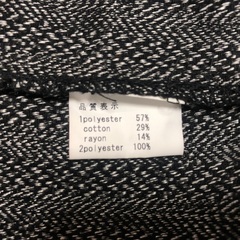 品質表示
1polyester 57%
cotton 29%
rayon 14%
2polyester 100%